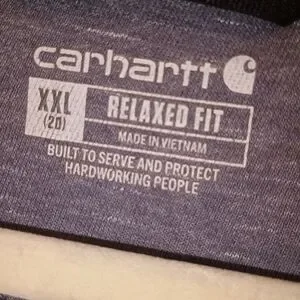 carhartt
XXL
(20)
RELAXED FIT
MADE IN VIETNAM
BUILT TO SERVE AND PROTECT
HARDWORKING PEOPLE